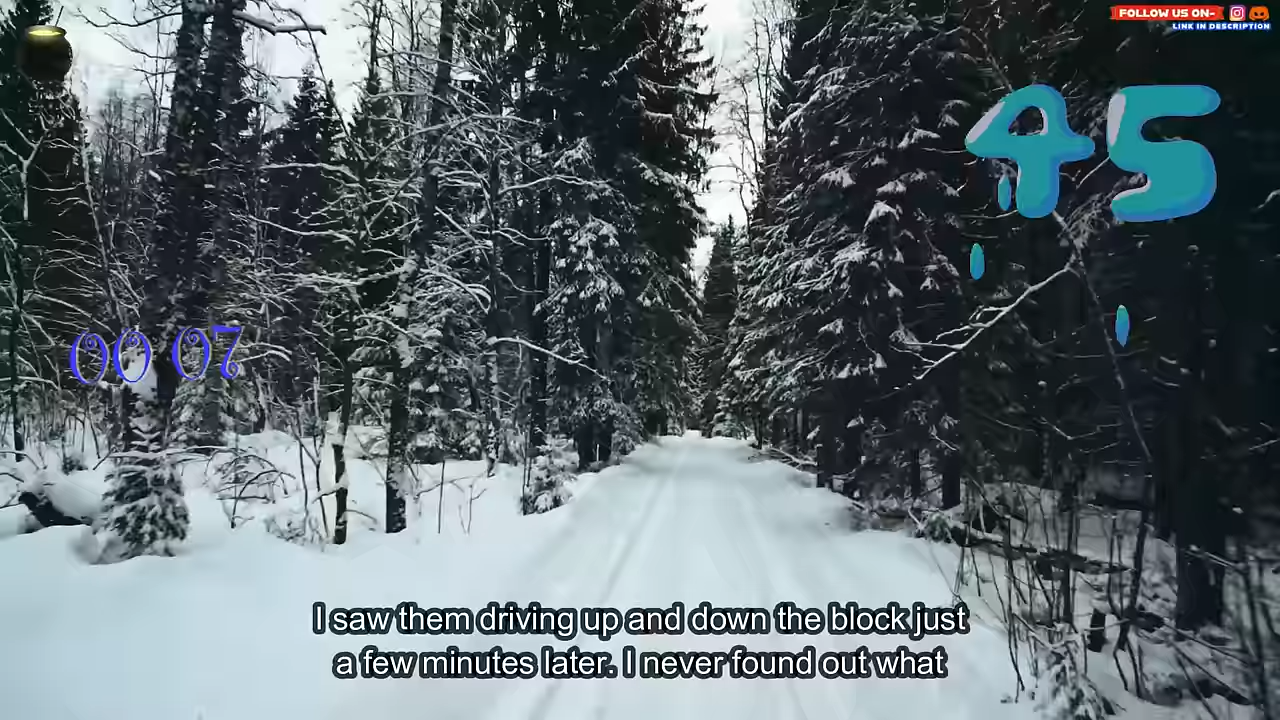 FOLLOW US ON-
LINK IN DESCRIPTION
45
00 07
I saw them driving up and down the block just
a few minutes later. I never found out what